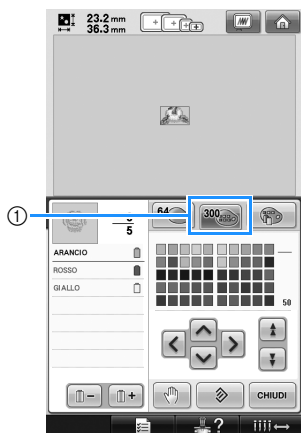 23.2 mm
36.3 mm
1
64
300
5
ARANCIO
ROSSO
GIALLO
50
CHIUDI
?